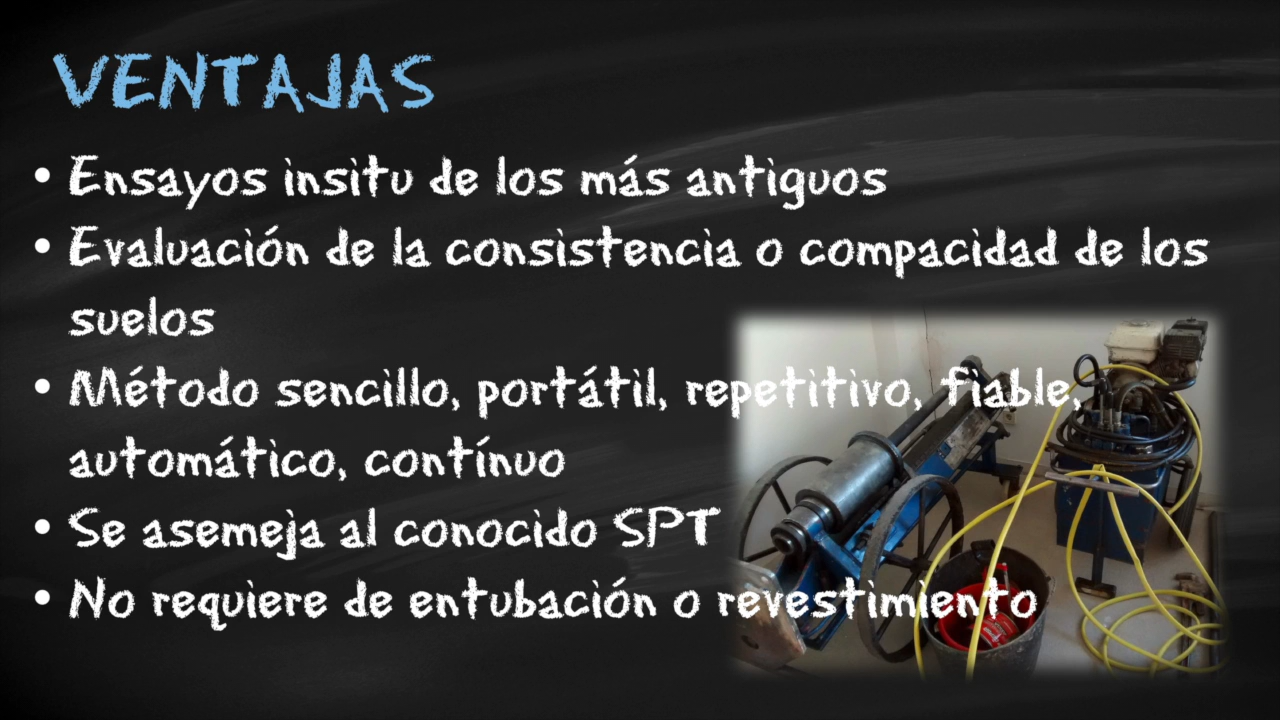 VENTAJAS
• Ensayos insitu de los más antiguos
• Evaluación de la consistencia o compacidad de los
suelos
• Método sencillo, portátil, repetitivo, fiable,
automático, contínuo
• Se asemeja al conocido SPT
• No requiere de entubación o revestimiento